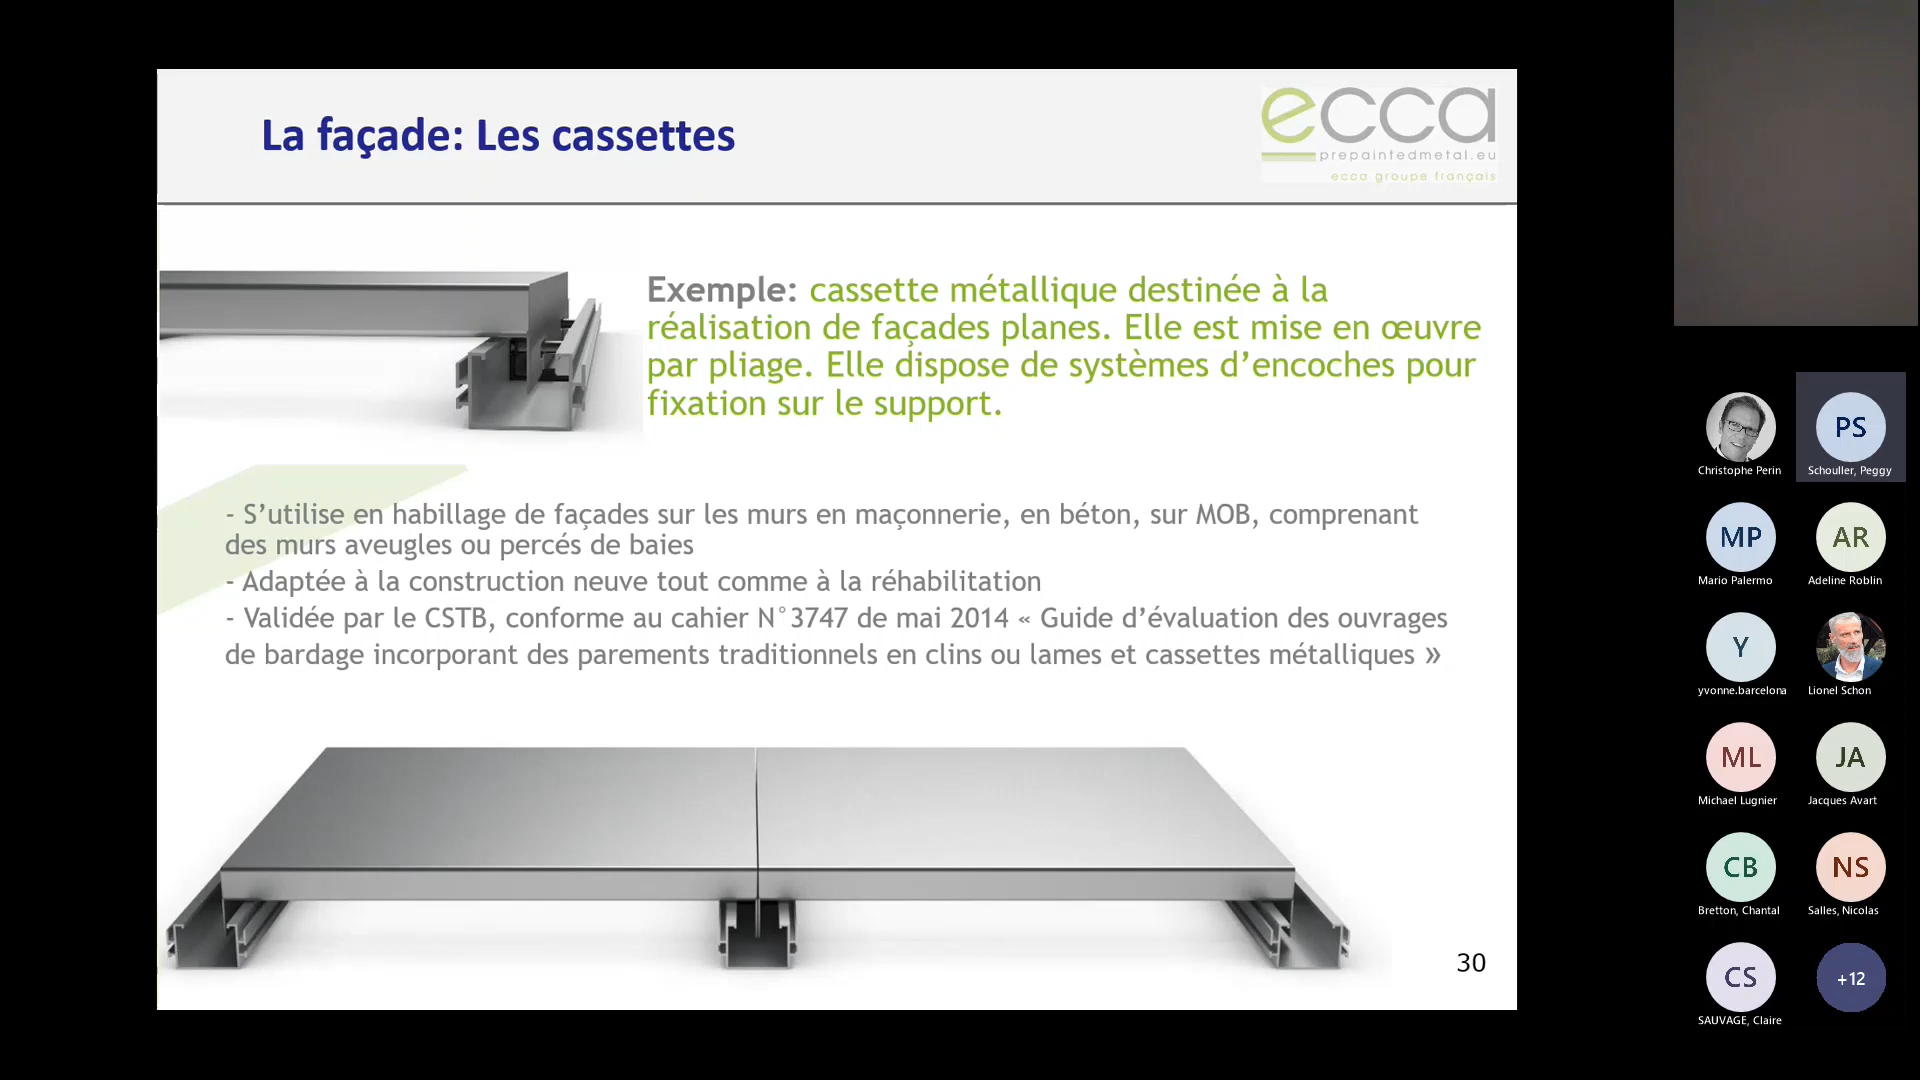 La façade: Les cassettes
ecca
prepaintedmetal.eu
ecca groupe français
Exemple: cassette métallique destinée à la
réalisation de façades planes. Elle est mise en œuvre
par pliage. Elle dispose de systèmes d’encoches pour
fixation sur le support.
- S’utilise en habillage de façades sur les murs en maçonnerie, en béton, sur MOB, comprenant
des murs aveugles ou percés de baies
- Adaptée à la construction neuve tout comme à la réhabilitation
- Validée par le CSTB, conforme au cahier N°3747 de mai 2014 « Guide d’évaluation des ouvrages
de bardage incorporant des parements traditionnels en clins ou lames et cassettes métalliques »
30
Christophe Perin
PS
Schouller, Peggy
MP
Mario Palermo
AR
Adeline Roblin
Y
yvonne.barcelona
Lionel Schon
ML
Michael Lugnier
JA
Jacques Avart
CB
Bretton, Chantal
NS
Salles, Nicolas
CS
SAUVAGE, Claire
+12